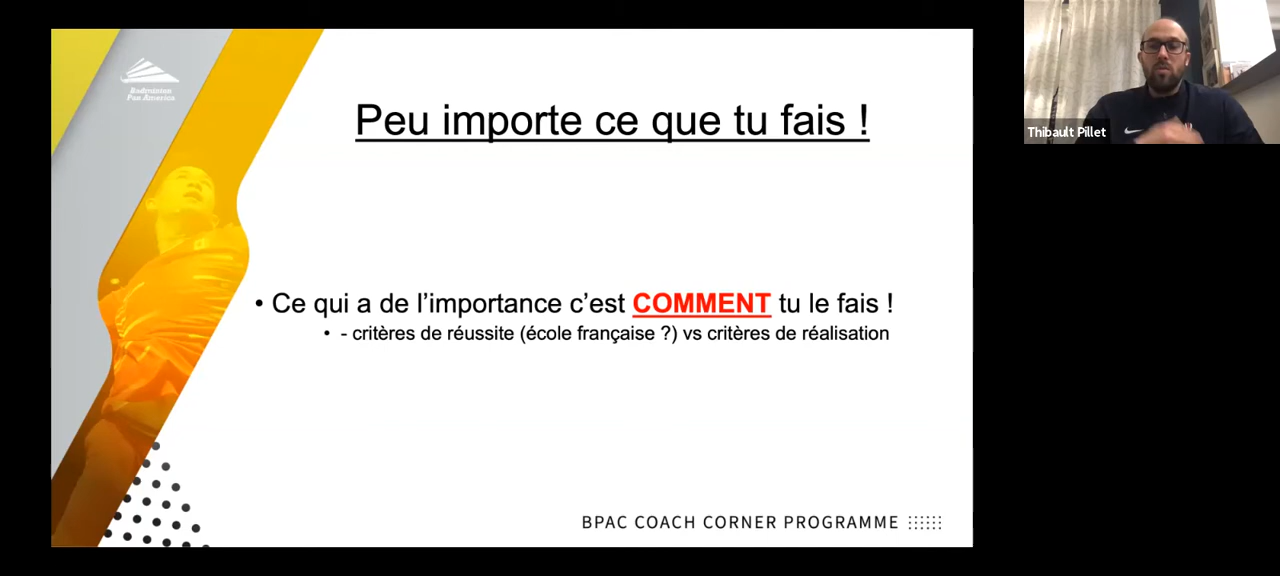 Badminton
Pan America
Peu importe ce que tu fais !
• Ce qui a de l’importance c’est COMMENT tu le fais !
• - critères de réussite (école française ?) vs critères de réalisation
BPAC COACH CORNER PROGRAMME
Thibault Pillet